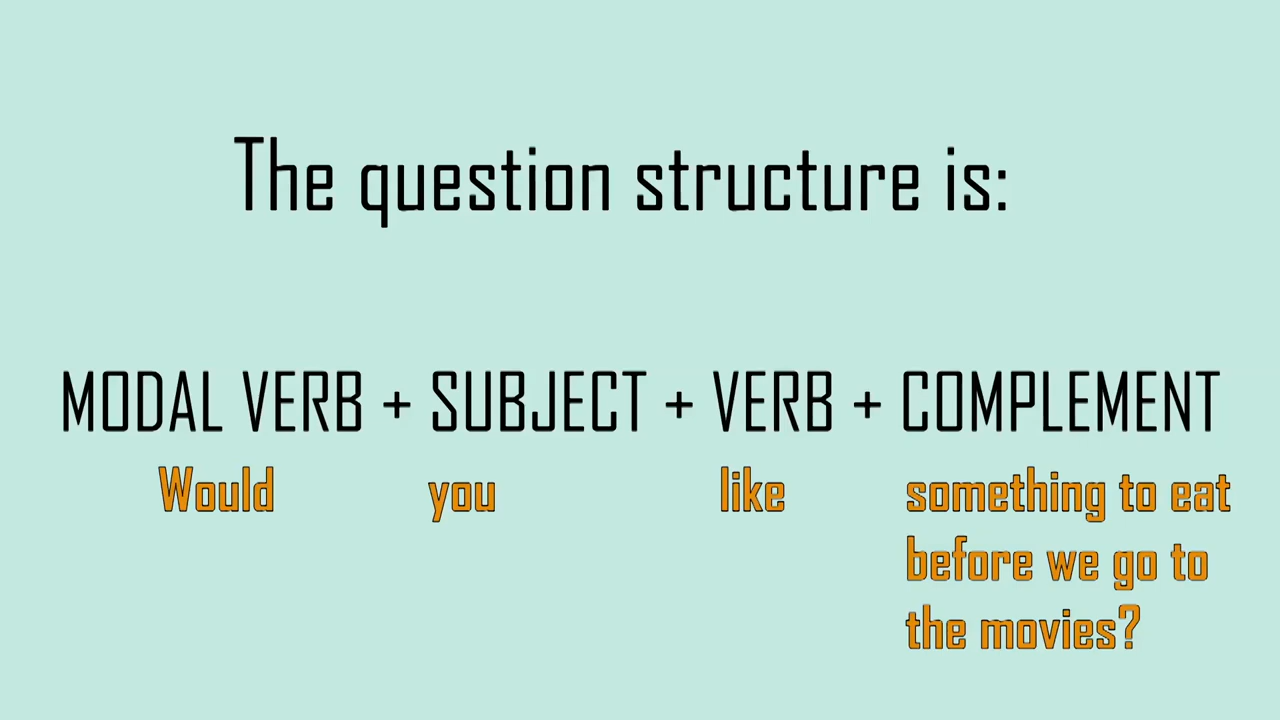 The question structure is:
MODAL VERB + SUBJECT + VERB + COMPLEMENT
Would you like something to eat
before we go to
the movies?